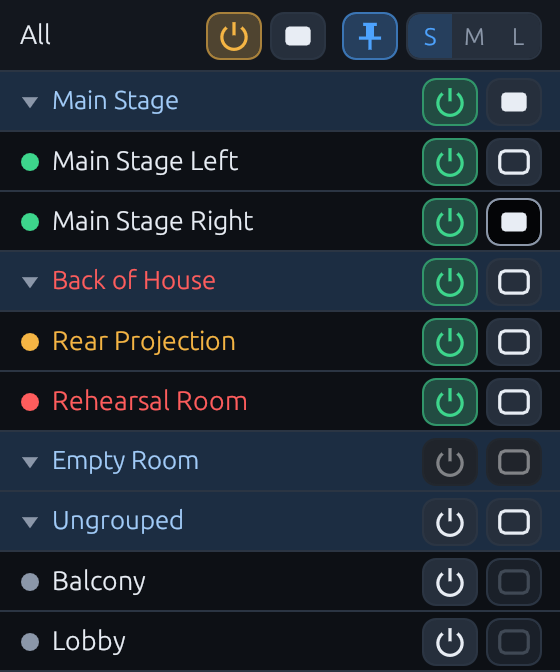 All
S M L
Main Stage
Main Stage Left
Main Stage Right
Back of House
Rear Projection
Rehearsal Room
Empty Room
Ungrouped
Balcony
Lobby